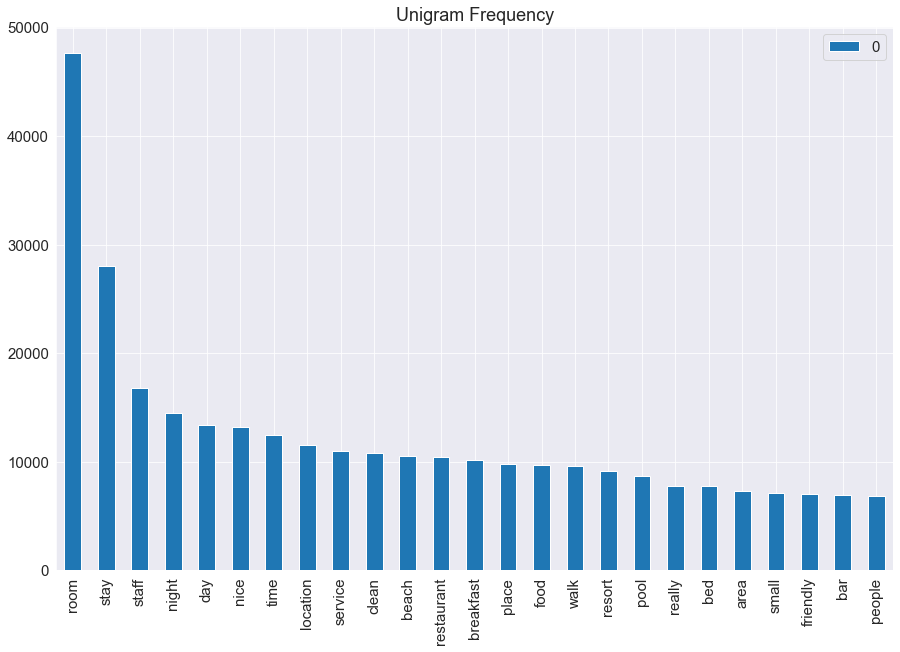 Unigram Frequency
50000
40000
30000
20000
10000
0
0
room
stay
staff
night
day
nice
time
location
service
clean
beach
restaurant
breakfast
place
food
walk
resort
pool
really
bed
area
small
friendly
bar
people